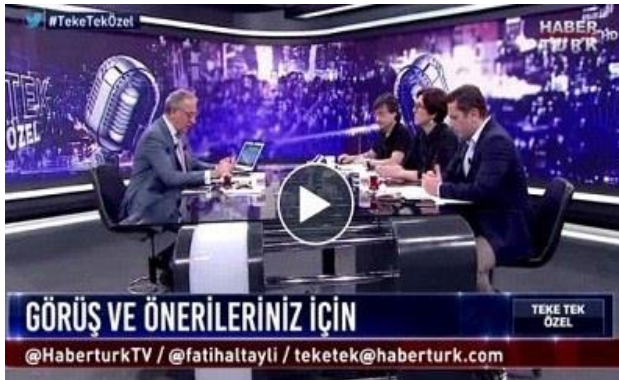 #TekeTekÖzel
HABER
TURK HD
TEK
ÖZEL
GÖRÜŞ VE ÖNERİLERİNİZ İÇİN
TEKE TEK
ÖZEL
@HaberturkTV / @fatihaltayli / teketek@haberturk.com